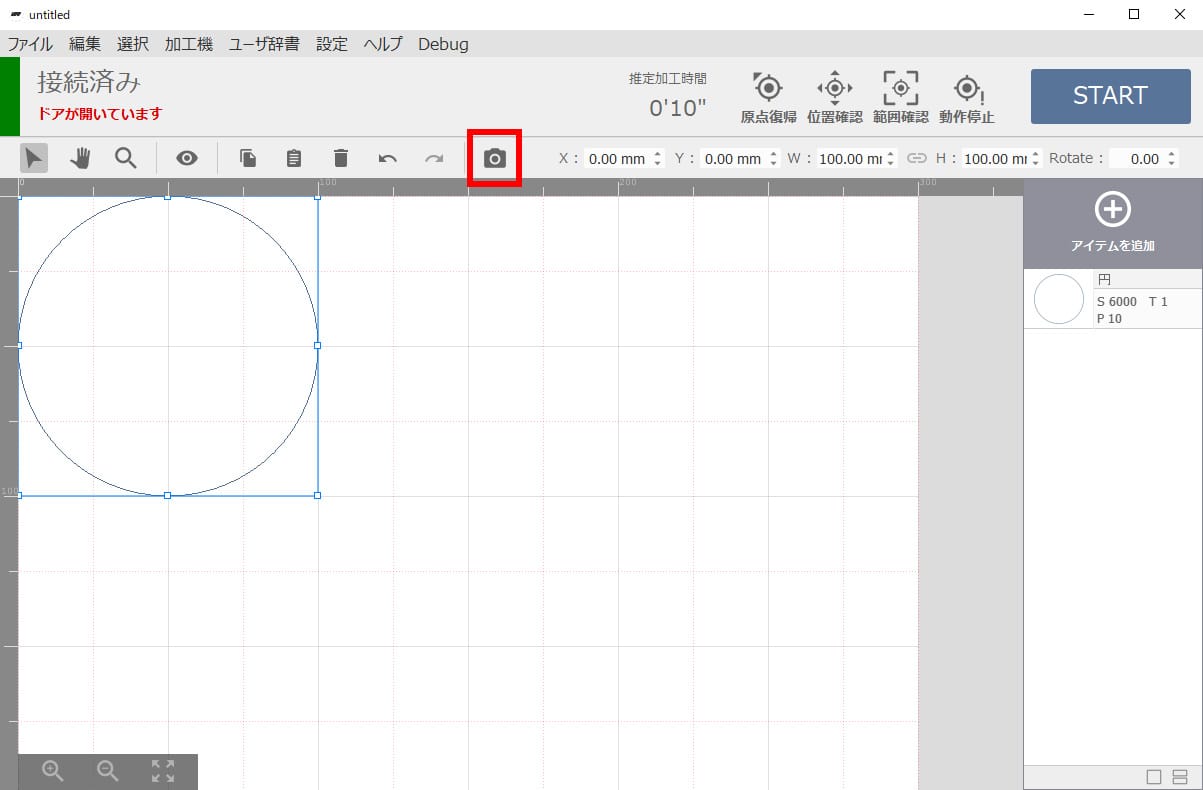 untitled
ファイル 編集 選択 加工機 ユーザ辞書 設定 ヘルプ Debug
接続済み
ドアが開いています
推定加工時間
0'10"
原点復帰 位置確認 範囲確認 動作停止
START
X : 0.00 mm Y : 0.00 mm W : 100.00 mm H : 100.00 mm Rotate : 0.00
0 100 200 300
アイテムを追加
円
S 6000 T 1
P 10
100